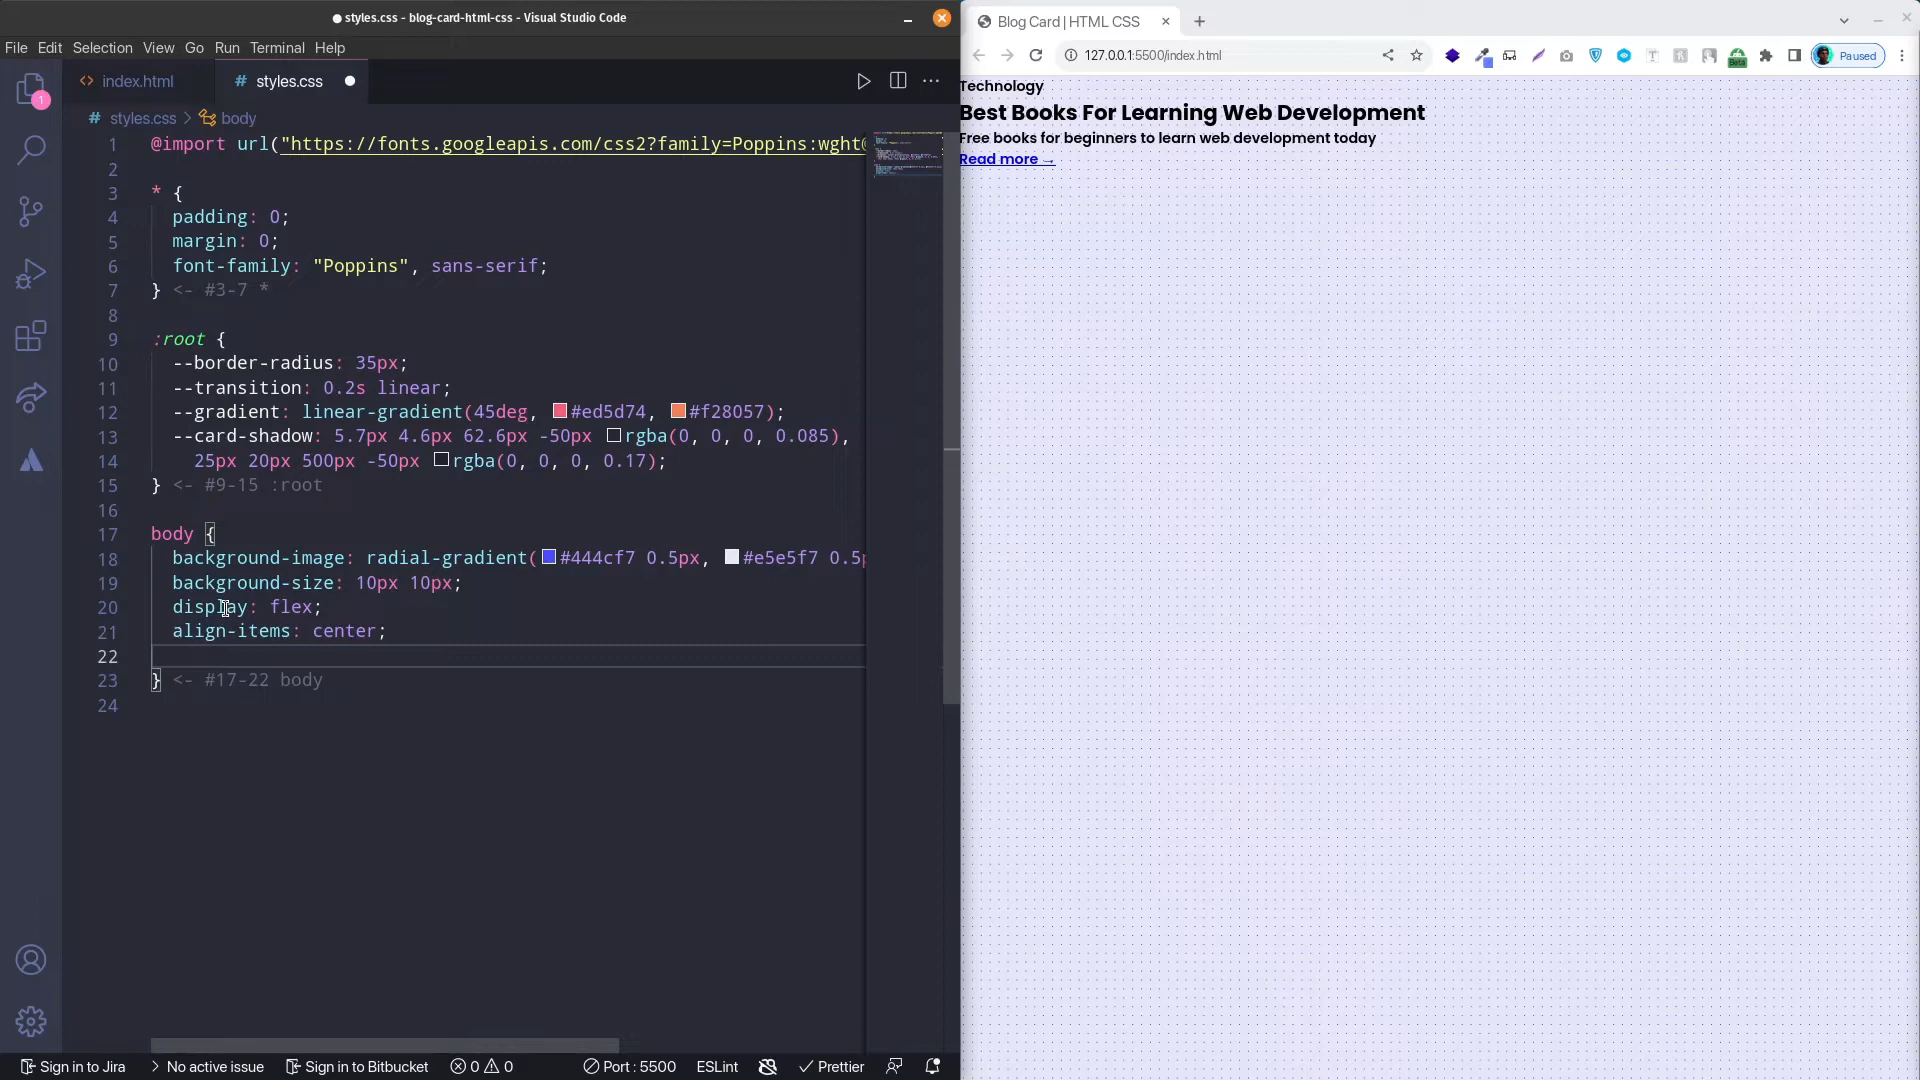 styles.css - blog-card-html-css - Visual Studio Code
File Edit Selection View Go Run Terminal Help
index.html
# styles.css
# styles.css > body
1 @import url("https://fonts.googleapis.com/css2?family=Poppins:wght@
2
3 * {
4 padding: 0;
5 margin: 0;
6 font-family: "Poppins", sans-serif;
7 } <- #3-7 *
8
9 :root {
10 --border-radius: 35px;
11 --transition: 0.2s linear;
12 --gradient: linear-gradient(45deg, #ed5d74, #f28057);
13 --card-shadow: 5.7px 4.6px 62.6px -50px rgba(0, 0, 0, 0.085),
14 25px 20px 500px -50px rgba(0, 0, 0, 0.17);
15 } <- #9-15 :root
16
17 body {
18 background-image: radial-gradient( #444cf7 0.5px, #e5e5f7 0.5p
19 background-size: 10px 10px;
20 display: flex;
21 align-items: center;
22
23 } <- #17-22 body
24
1
Sign in to Jira > No active issue Sign in to Bitbucket 0 0 Port : 5500 ESLint Prettier
Blog Card | HTML CSS
127.0.0.1:5500/index.html
Beta
Paused
Technology
Best Books For Learning Web Development
Free books for beginners to learn web development today
Read more →